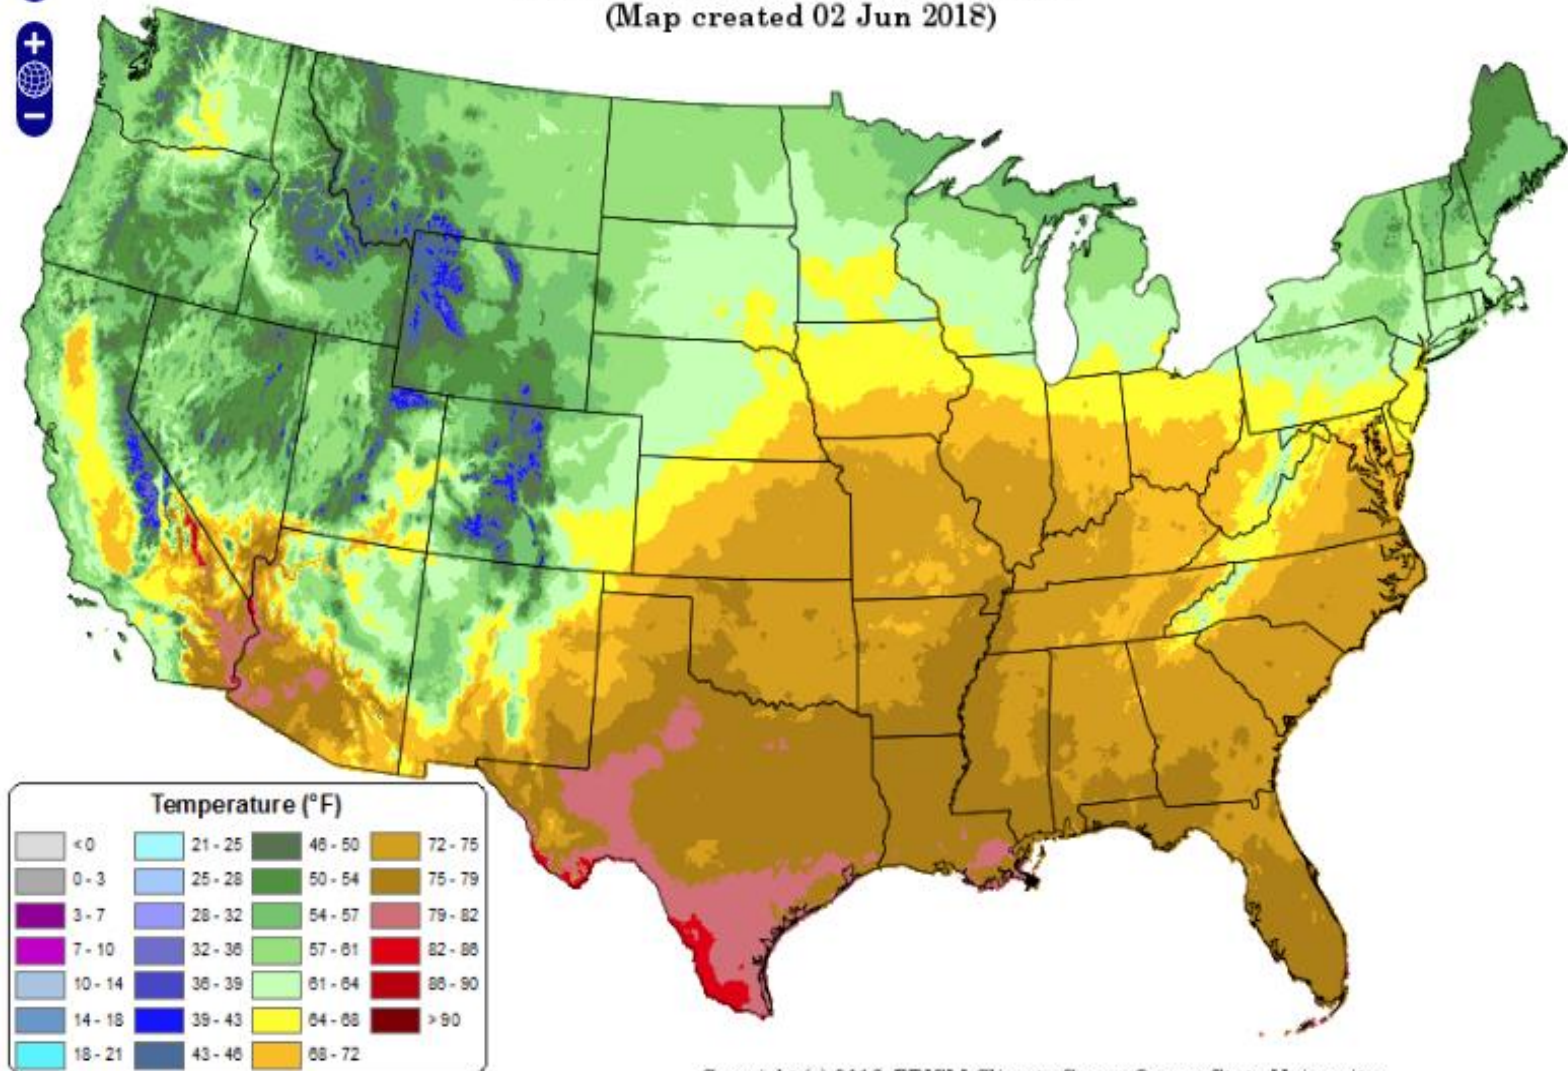 (Map created 02 Jun 2018)
+
−
Temperature (°F)
< 0 21 - 25 46 - 50 72 - 75
0 - 3 25 - 28 50 - 54 75 - 79
3 - 7 28 - 32 54 - 57 79 - 82
7 - 10 32 - 36 57 - 61 82 - 86
10 - 14 36 - 39 61 - 64 86 - 90
14 - 18 39 - 43 64 - 68 > 90
18 - 21 43 - 46 68 - 72